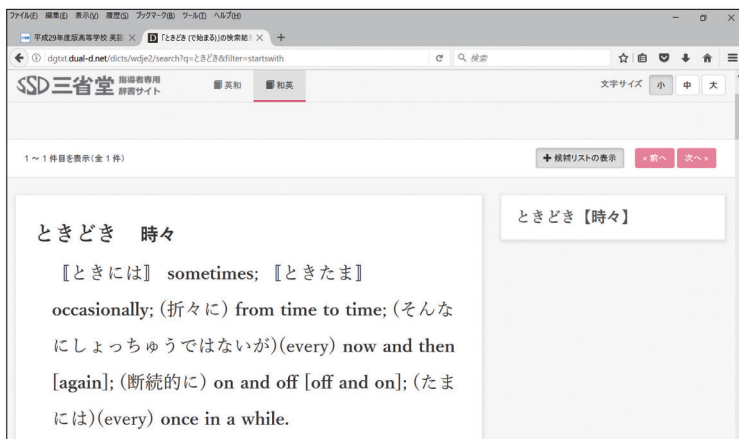 ファイル(F) 編集(E) 表示(V) 履歴(S) ブックマーク(B) ツール(T) ヘルプ(H)
平成29年度版高等学校 英語 「ときどき (で始まる)」の検索結
dgtxt.dual-d.net/dicts/wdje2/search?q=ときどき&filter=startswith 検索
SSD三省堂 指導者専用 辞書サイト 英和 和英 文字サイズ 小 中 大
1 ~ 1 件目を表示(全 1 件) 候補リストの表示 « 前へ 次へ »
ときどき 時々
〚ときには〛 sometimes; 〚ときたま〛
occasionally; (折々に) from time to time; (そんな
にしょっちゅうではないが)(every) now and then
[again]; (断続的に) on and off [off and on]; (たま
には)(every) once in a while.
ときどき【時々】